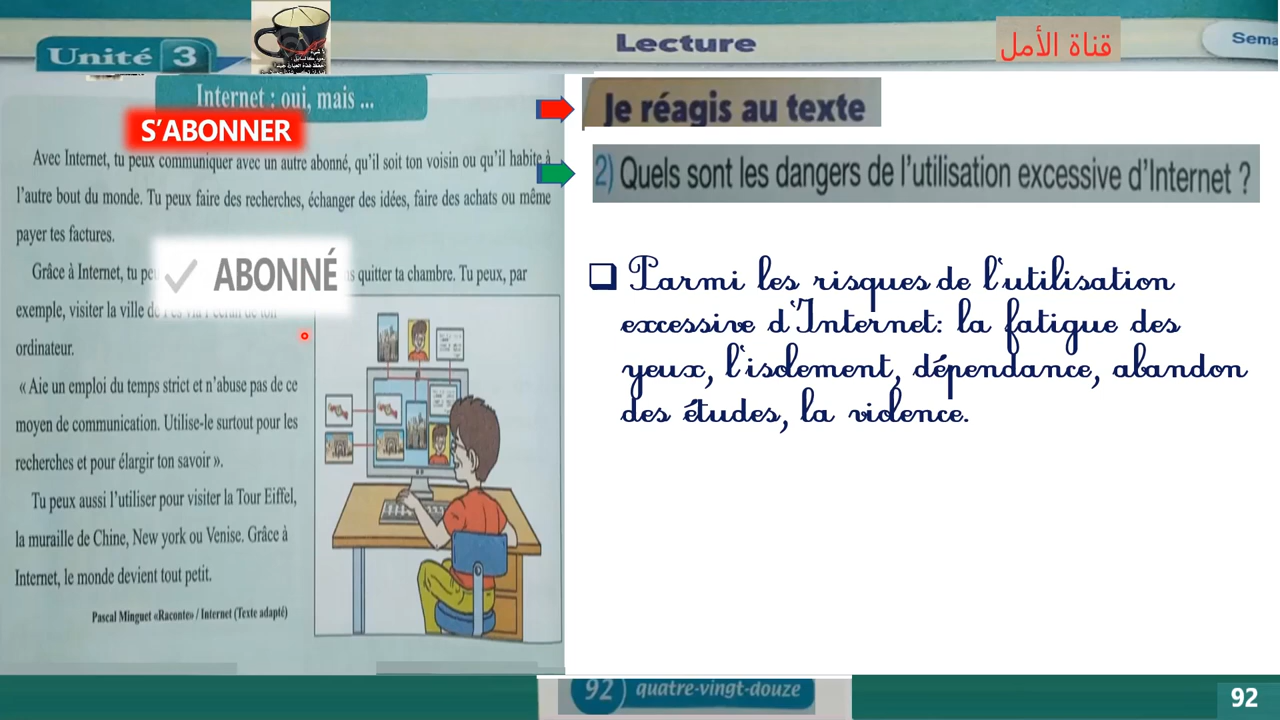 Unité 3
Lecture
قناة الأمل
Sema
Internet : oui, mais ...
S'ABONNER
Avec Internet, tu peux communiquer avec un autre abonné, qu'il soit ton voisin ou qu'il habite à
l'autre bout du monde. Tu peux faire des recherches, échanger des idées, faire des achats ou même
payer tes factures.
Grâce à Internet, tu s quitter ta chambre. Tu peux, par
ABONNÉ
exemple, visiter la ville de Fès via l'écran de ton
ordinateur.
« Aie un emploi du temps strict et n'abuse pas de ce
moyen de communication. Utilise-le surtout pour les
recherches et pour élargir ton savoir ».
Tu peux aussi l'utiliser pour visiter la Tour Eiffel,
la muraille de Chine, New york ou Venise. Grâce à
Internet, le monde devient tout petit.
Pascal Minguet «Raconte» / Internet (Texte adapté)
Je réagis au texte
2) Quels sont les dangers de l'utilisation excessive d'Internet ?
Parmi les risques de l'utilisation
excessive d'Internet: la fatigue des
yeux, l'isolement, dépendance, abandon
des études, la violence.
92 quatre-vingt-douze
92